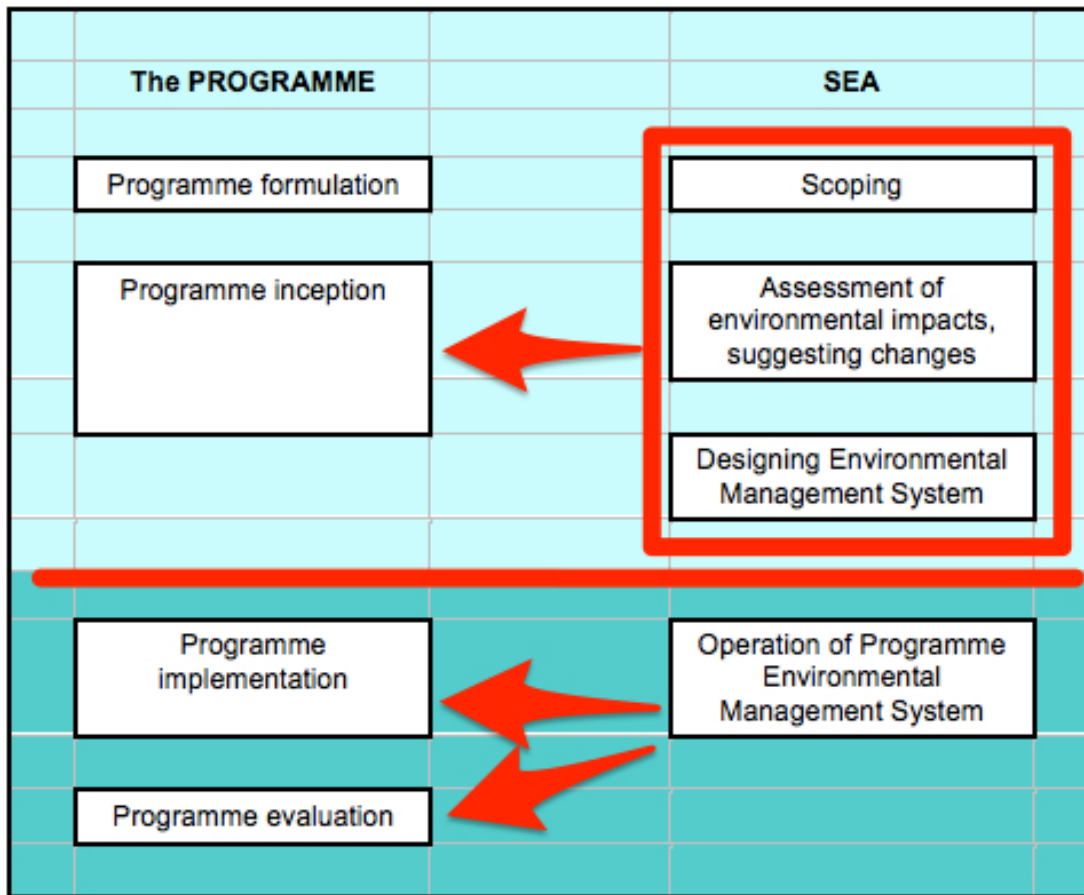 The PROGRAMME
SEA
Programme formulation
Scoping
Programme inception
Assessment of
environmental impacts,
suggesting changes
Designing Environmental
Management System
Programme
implementation
Operation of Programme
Environmental
Management System
Programme evaluation